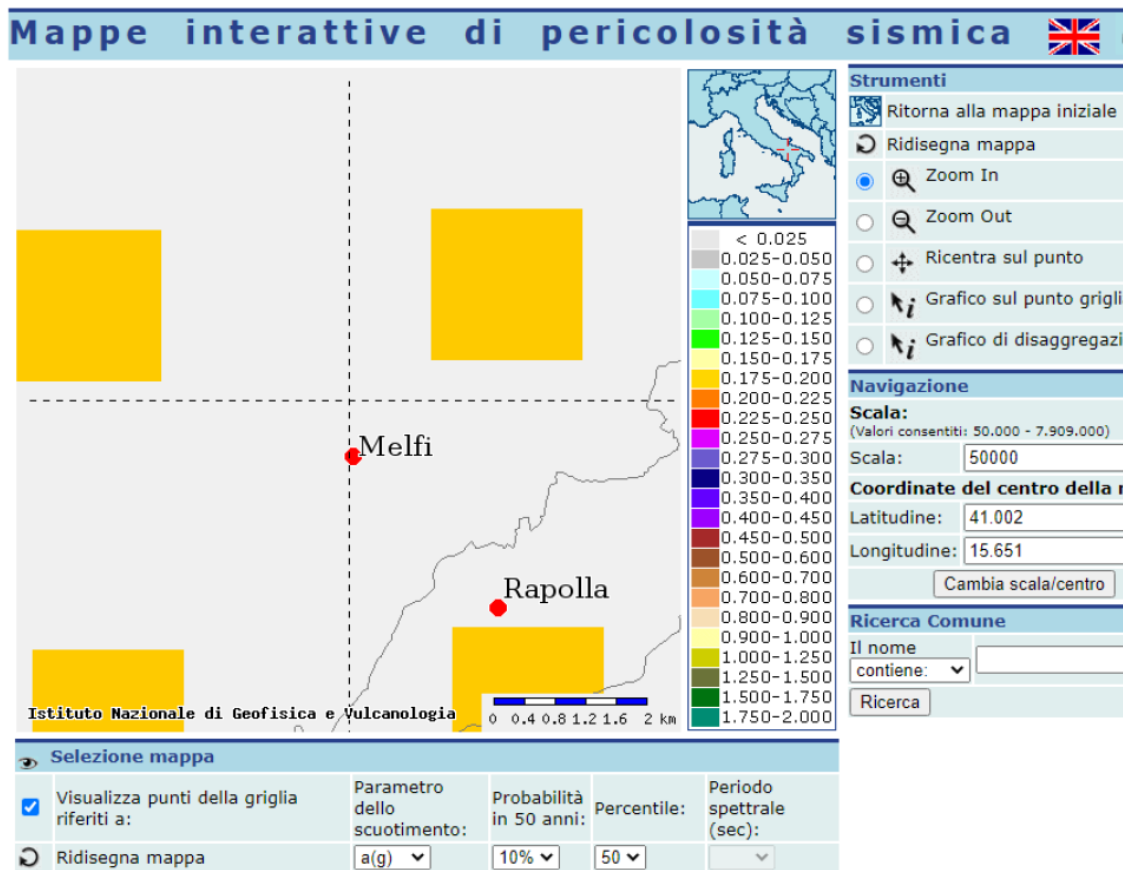 Mappe interattive di pericolosità sismica
Melfi
Rapolla
Istituto Nazionale di Geofisica e Vulcanologia
0 0.4 0.8 1.2 1.6 2 km
< 0.025
0.025-0.050
0.050-0.075
0.075-0.100
0.100-0.125
0.125-0.150
0.150-0.175
0.175-0.200
0.200-0.225
0.225-0.250
0.250-0.275
0.275-0.300
0.300-0.350
0.350-0.400
0.400-0.450
0.450-0.500
0.500-0.600
0.600-0.700
0.700-0.800
0.800-0.900
0.900-1.000
1.000-1.250
1.250-1.500
1.500-1.750
1.750-2.000
Strumenti
Ritorna alla mappa iniziale
Ridisegna mappa
Zoom In
Zoom Out
Ricentra sul punto
Grafico sul punto grigli
Grafico di disaggregazi
Navigazione
Scala:
(Valori consentiti: 50.000 - 7.909.000)
Scala: 50000
Coordinate del centro della
Latitudine: 41.002
Longitudine: 15.651
Cambia scala/centro
Ricerca Comune
Il nome
contiene:
Ricerca
Selezione mappa
Visualizza punti della griglia
riferiti a:
Parametro
dello
scuotimento:
Probabilità
in 50 anni:
Percentile:
Periodo
spettrale
(sec):
Ridisegna mappa a(g) 10% 50